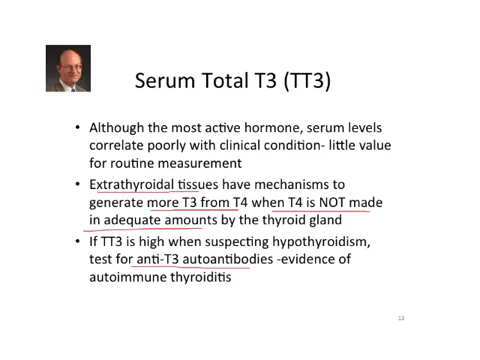 Serum Total T3 (TT3)
• Although the most active hormone, serum levels
correlate poorly with clinical condition- little value
for routine measurement
• Extrathyroidal tissues have mechanisms to
generate more T3 from T4 when T4 is NOT made
in adequate amounts by the thyroid gland
• If TT3 is high when suspecting hypothyroidism,
test for anti-T3 autoantibodies -evidence of
autoimmune thyroiditis
12